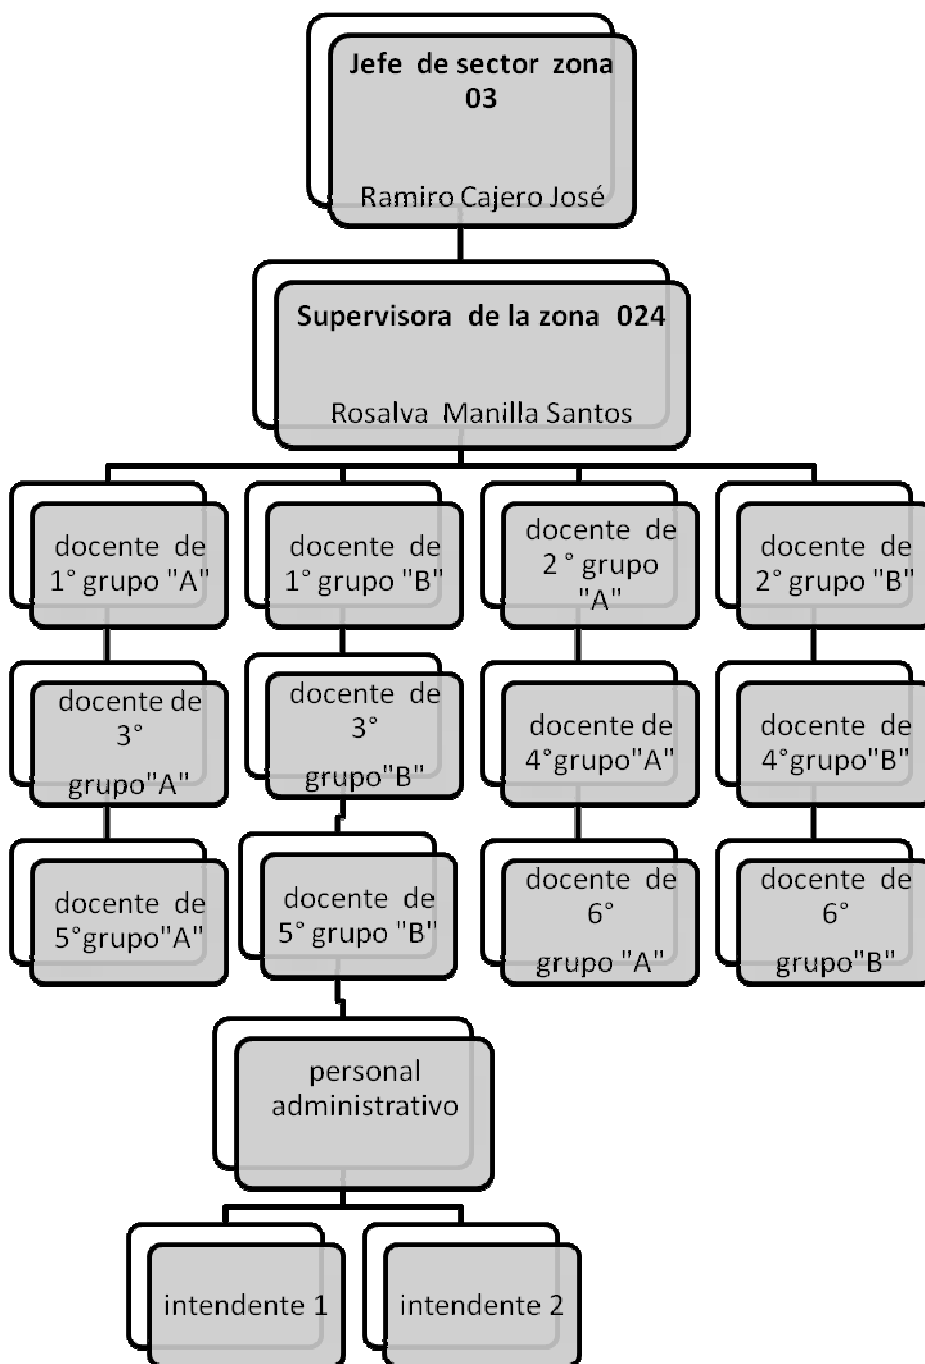 Jefe de sector zona
03
Ramiro Cajero José
Supervisora de la zona 024
Rosalva Manilla Santos
docente de
1° grupo "A"
docente de
1° grupo "B"
docente de
2 ° grupo
"A"
docente de
2° grupo "B"
docente de
3°
grupo"A"
docente de
3°
grupo"B"
docente de
4°grupo"A"
docente de
4°grupo"B"
docente de
5°grupo"A"
docente de
5° grupo "B"
docente de
6°
grupo "A"
docente de
6°
grupo"B"
personal
administrativo
intendente 1
intendente 2